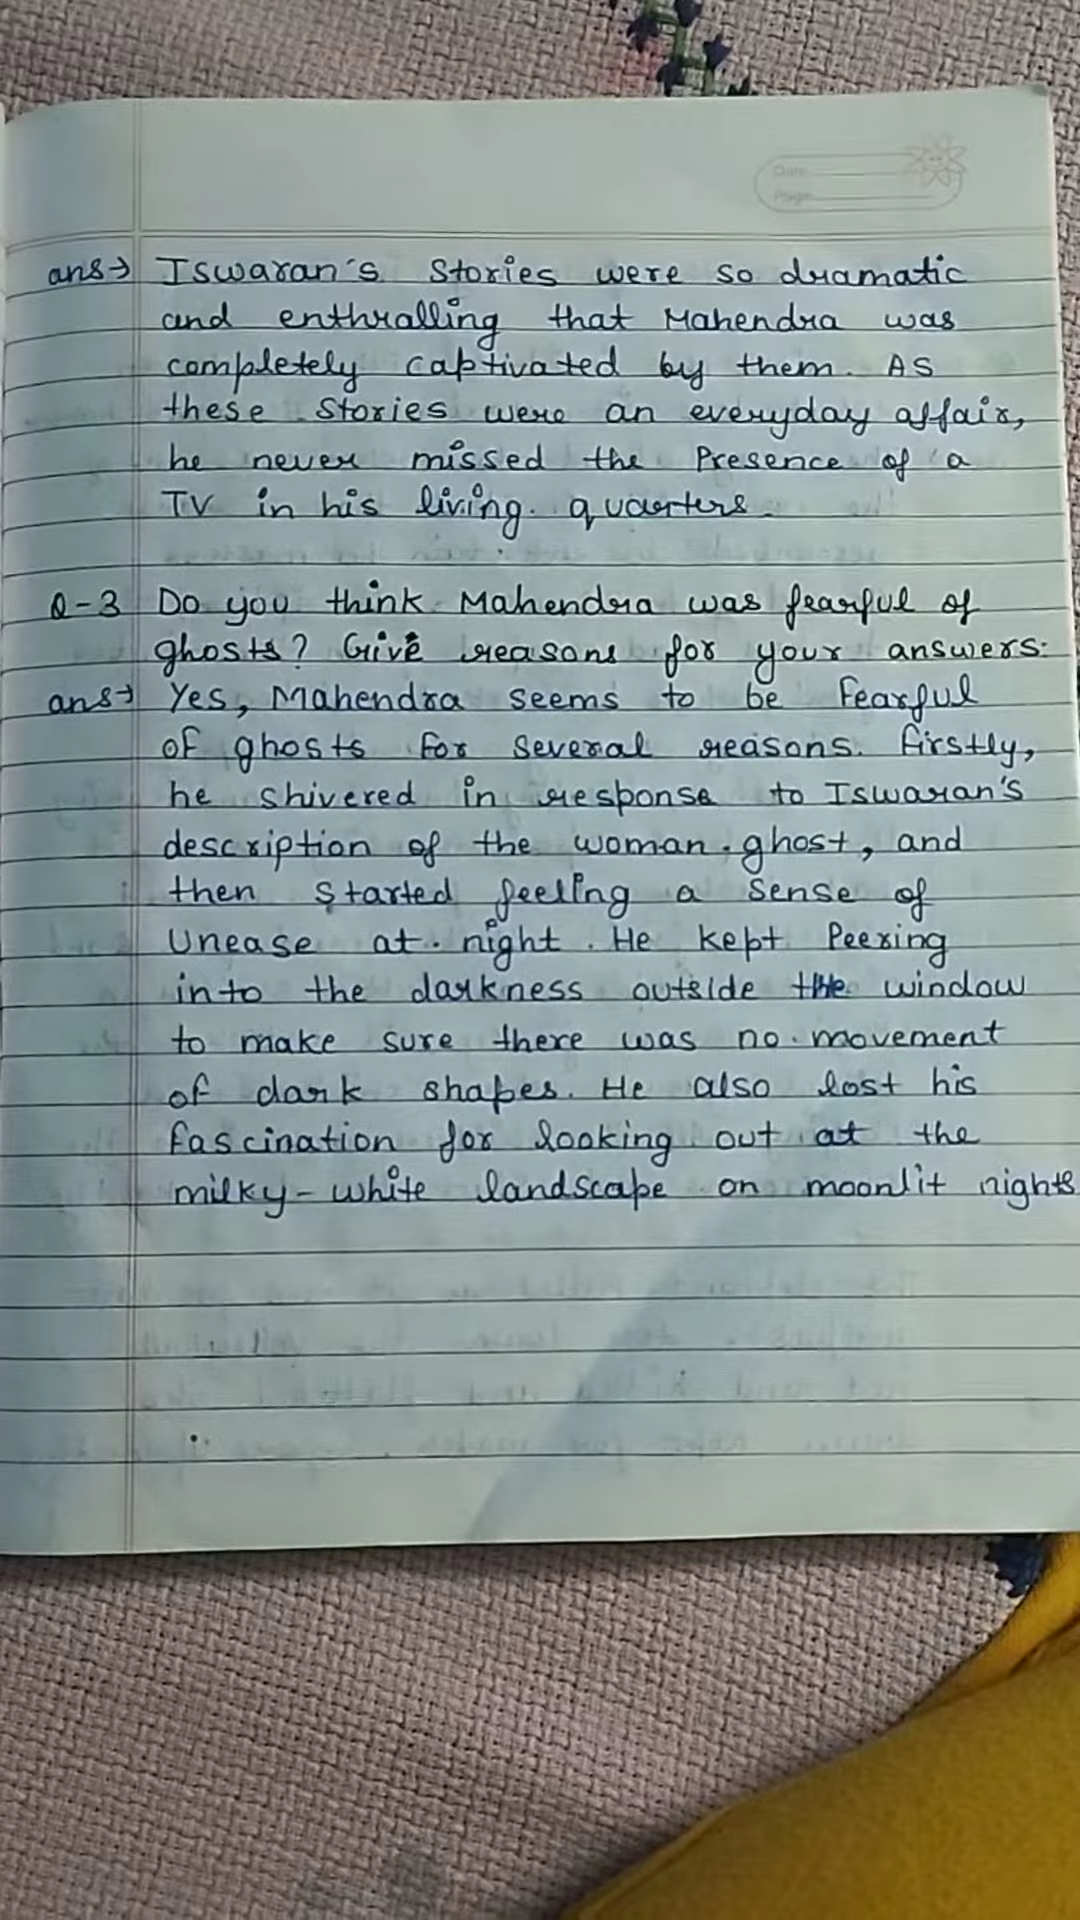 Date
Page
ans→ Iswaran's Stories were so dramatic
and enthralling that Mahendra was
completely captivated by them. AS
these Stories were an everyday affair,
he never missed the Presence of a
TV in his living. quarters.
Q-3 Do you think Mahendra was fearful of
ghosts? Give reasons for your answers.
ans→ Yes, Mahendra seems to be fearful
of ghosts for several reasons. firstly,
he shivered in response to Iswaran's
description of the woman ghost, and
then started feeling a sense of
Unease at night. He kept Peering
into the darkness outside the window
to make sure there was no movement
of dark shapes. He also lost his
fascination for looking out at the
milky-white landscape on moonlit nights